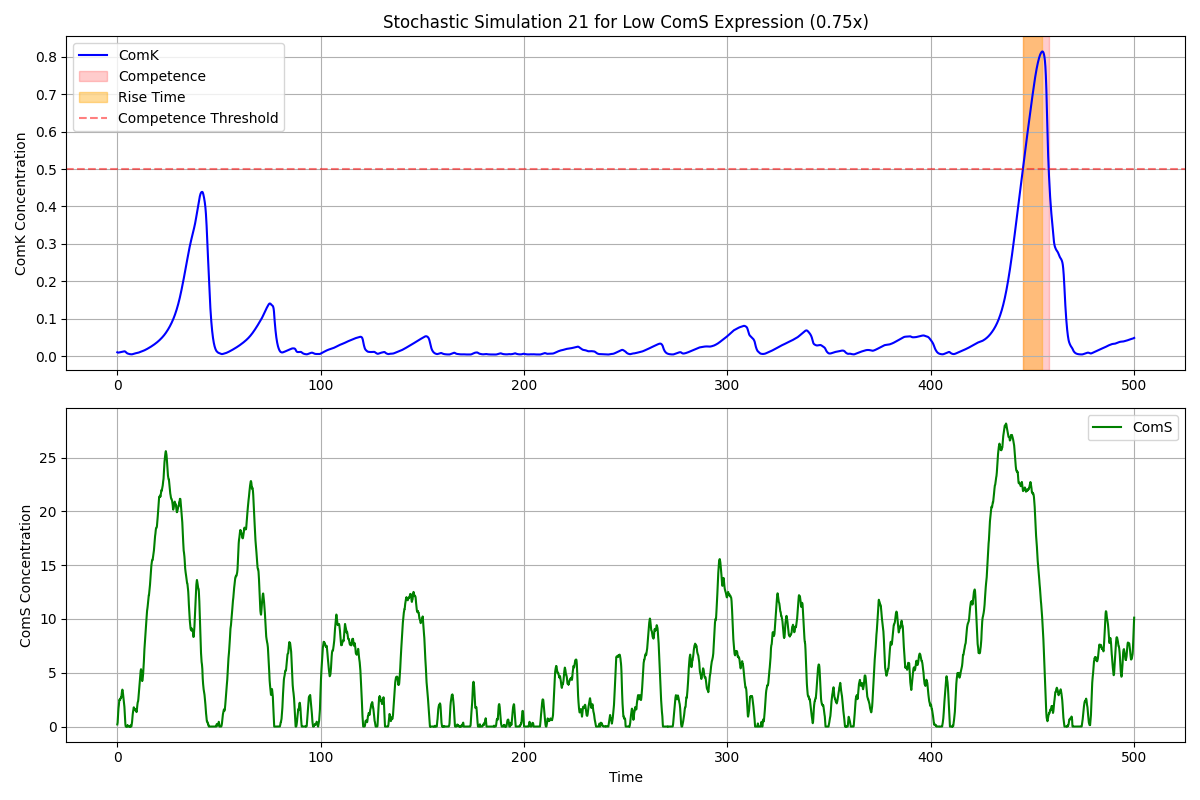 Stochastic Simulation 21 for Low ComS Expression (0.75x)
ComK
Competence
Rise Time
Competence Threshold
ComK Concentration
0.8
0.7
0.6
0.5
0.4
0.3
0.2
0.1
0.0
0 100 200 300 400 500
ComS
ComS Concentration
25
20
15
10
5
0
0 100 200 300 400 500
Time